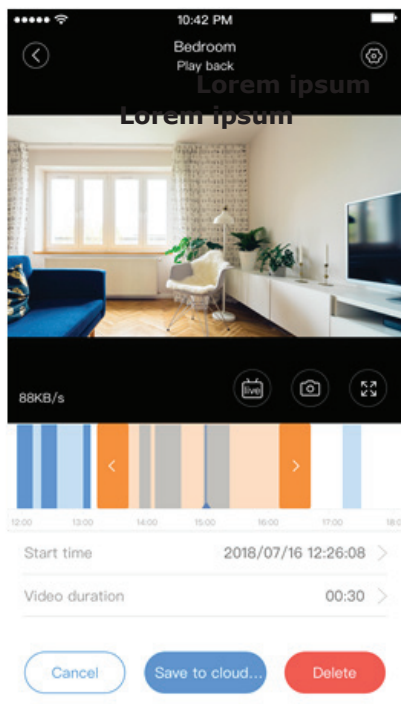 10:42 PM
Bedroom
Play back
Lorem ipsum
Lorem ipsum
88KB/s
live
12:00 13:00 14:00 15:00 16:00 17:00 18:0
Start time 2018/07/16 12:26:08
Video duration 00:30
Cancel Save to cloud... Delete